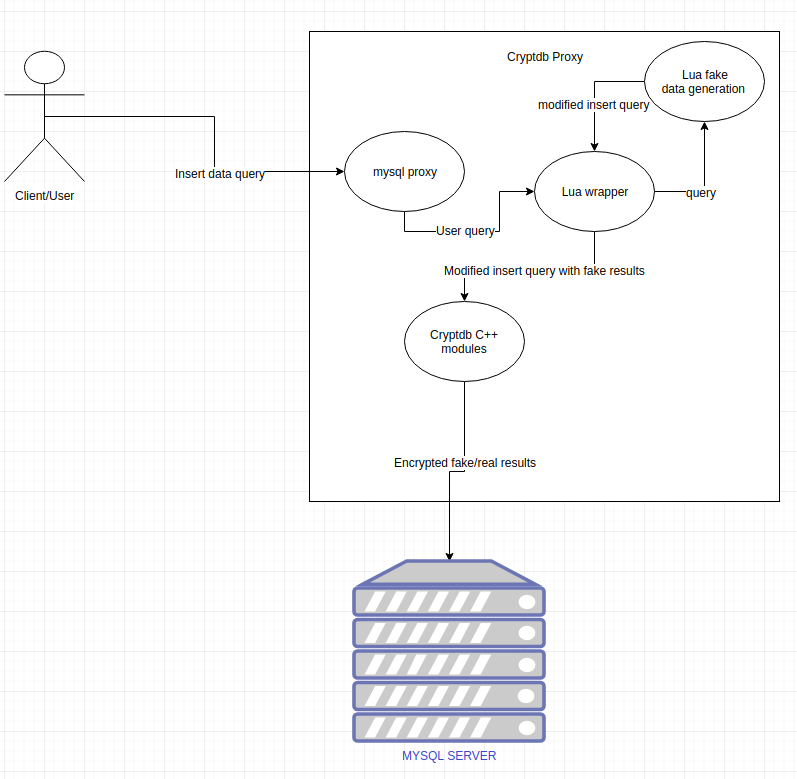 Cryptdb Proxy
Lua fake
data generation
modified insert query
Insert data query
mysql proxy
Lua wrapper
query
Client/User
User query
Modified insert query with fake results
Cryptdb C++
modules
Encrypted fake/real results
MYSQL SERVER